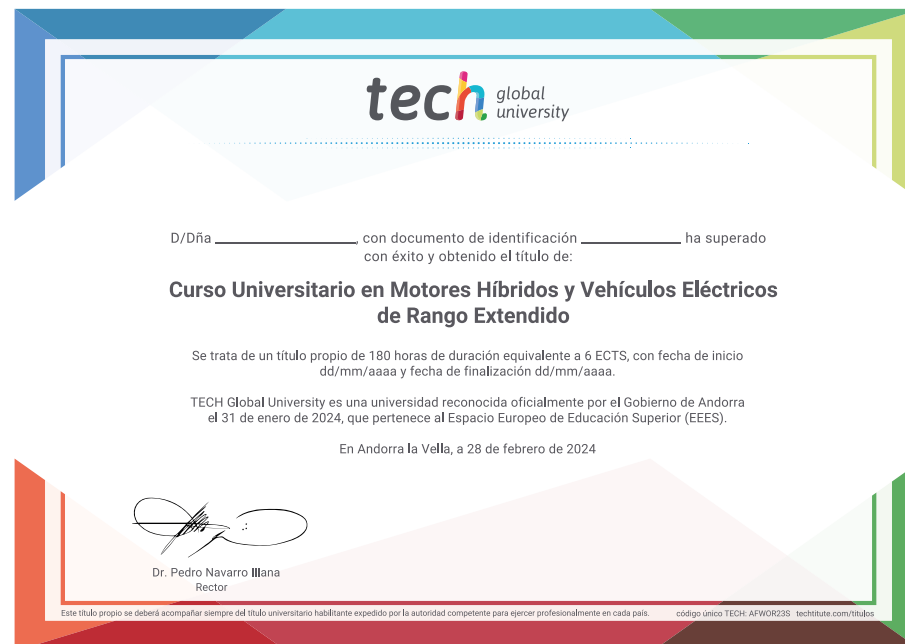 tech global university
D/Dña ____________________, con documento de identificación ______________ ha superado
con éxito y obtenido el título de:
Curso Universitario en Motores Híbridos y Vehículos Eléctricos
de Rango Extendido
Se trata de un título propio de 180 horas de duración equivalente a 6 ECTS, con fecha de inicio
dd/mm/aaaa y fecha de finalización dd/mm/aaaa.
TECH Global University es una universidad reconocida oficialmente por el Gobierno de Andorra
el 31 de enero de 2024, que pertenece al Espacio Europeo de Educación Superior (EEES).
En Andorra la Vella, a 28 de febrero de 2024
Dr. Pedro Navarro Illana
Rector
Este título propio se deberá acompañar siempre del título universitario habilitante expedido por la autoridad competente para ejercer profesionalmente en cada país. código único TECH: AFWOR23S techtitute.com/titulos